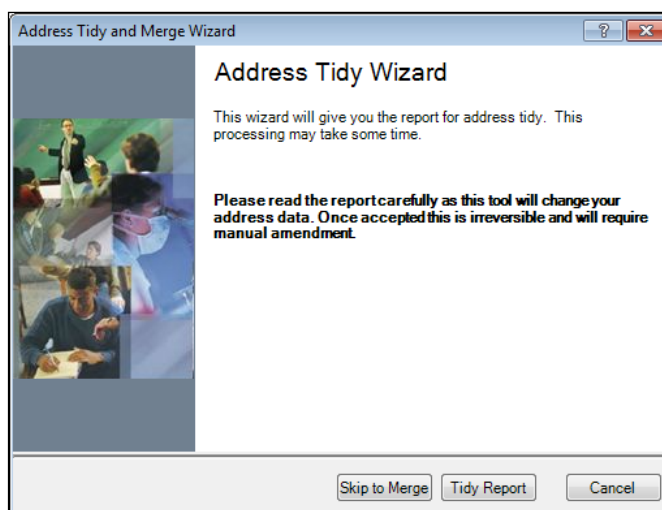 Address Tidy and Merge Wizard
?
Address Tidy Wizard
This wizard will give you the report for address tidy. This
processing may take some time.
Please read the report carefully as this tool will change your
address data. Once accepted this is irreversible and will require
manual amendment.
Skip to Merge Tidy Report Cancel